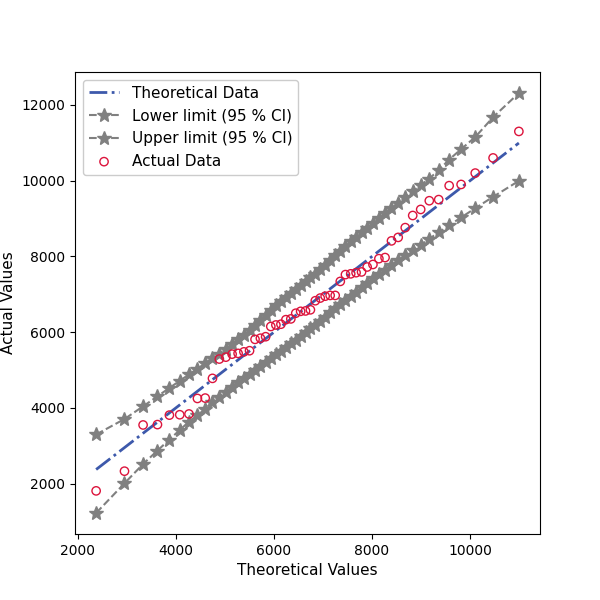 Theoretical Data
Lower limit (95 % CI)
Upper limit (95 % CI)
Actual Data
12000
10000
8000
6000
4000
2000
Actual Values
2000 4000 6000 8000 10000
Theoretical Values